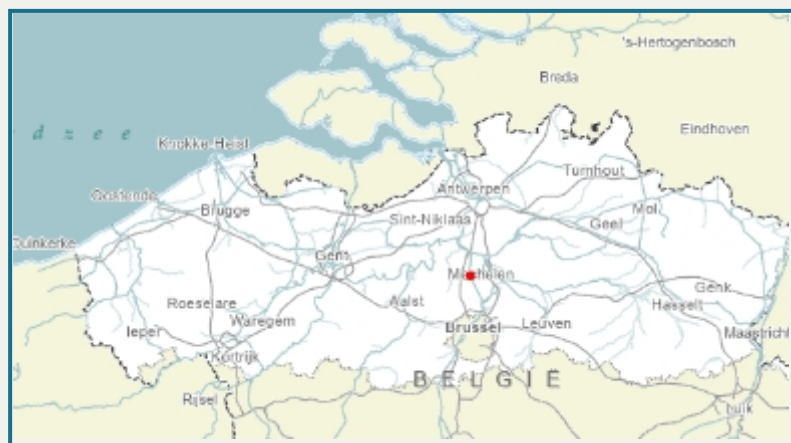 's-Hertogenbosch
Breda
Eindhoven
d z e e
Knokke-Heist
Turnhout
Antwerpen
Oostende
Mol
Brugge
Sint-Niklaas
Geel
Duinkerke
Gent
Mechelen
Genk
Roeselare
Aalst
Hasselt
Waregem
Ieper
Brussel
Leuven
Maastricht
Kortrijk
BELGIË
Rijsel
Luik